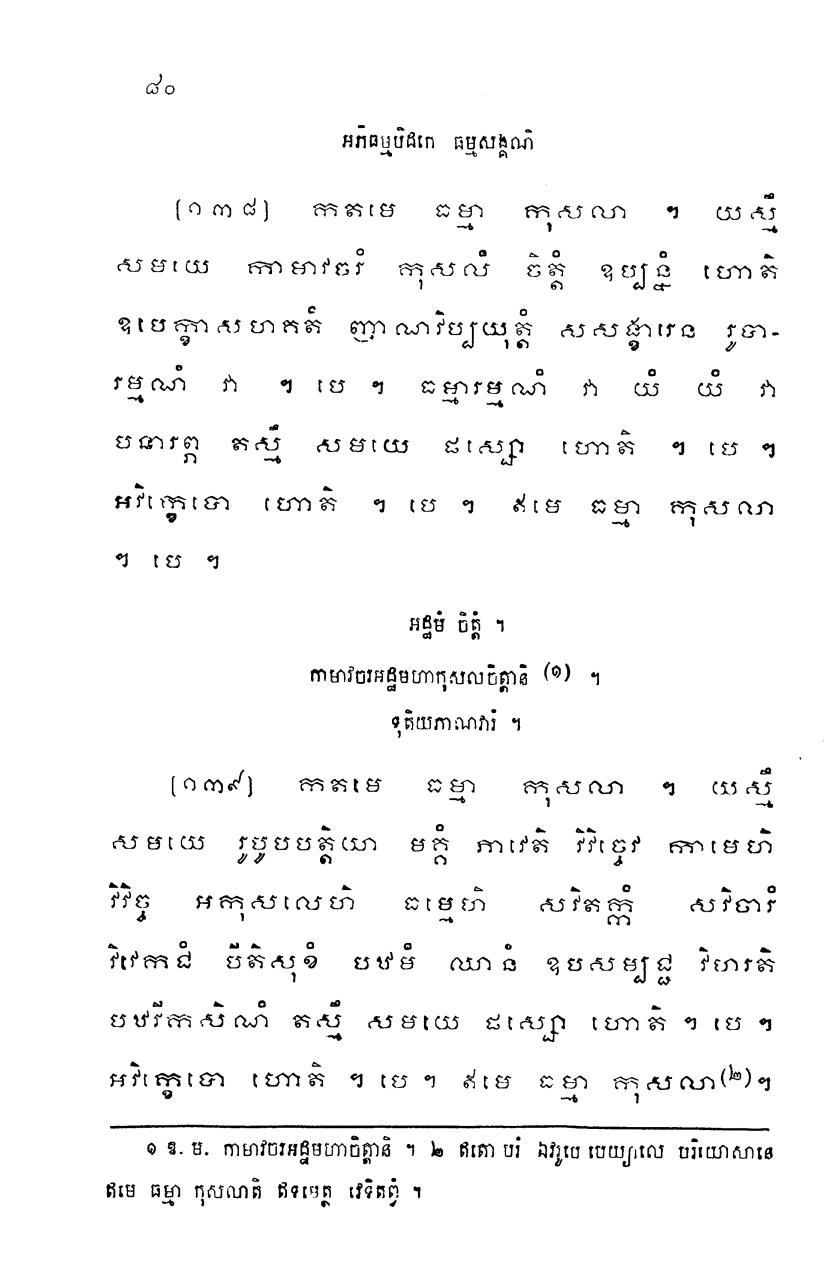 ៨០
អភិធម្មបិដកេ ធម្មសង្គណិ
[១៣៨] កតមេ ធម្មា កុសលា ។ យស្មឹ
សមយេ កាមាវចរំ កុសលំ ចិត្តំ ឧប្បន្នំ ហោតិ
ឧបេក្ខាសហគតំ ញាណវិប្បយុត្តំ សសង្ខារេន រូបា-
រម្មណំ វា ។ បេ ។ ធម្មារម្មណំ វា យំ យំ វា
បនារព្ភ តស្មឹ សមយេ ផស្សោ ហោតិ ។ បេ ។
អវិក្ខេបោ ហោតិ ។ បេ ។ ឥមេ ធម្មា កុសលា
។ បេ ។
អដ្ឋមំ ចិត្តំ ។
កាមាវចរអដ្ឋមហាកុសលចិត្តានិ (១) ។
ទុតិយភាណវារំ ។
[១៣៩] កតមេ ធម្មា កុសលា ។ យស្មឹ
សមយេ រូបូបបត្តិយា មគ្គំ ភាវេតិ វិវិច្ចេវ កាមេហិ
វិវិច្ច អកុសលេហិ ធម្មេហិ សវិតក្កំ សវិចារំ
វិវេកជំ បីតិសុខំ បឋមំ ឈានំ ឧបសម្បជ្ជ វិហរតិ
បឋវីកសិណំ តស្មឹ សមយេ ផស្សោ ហោតិ ។ បេ ។
អវិក្ខេបោ ហោតិ ។ បេ ។ ឥមេ ធម្មា កុសលា (២) ។
១ ឧ. ម. កាមាវចរអដ្ឋមហាចិត្តានិ ។ ២ ឥតោ បរំ ឯវរូបេ បេយ្យាលេ បរិយោសានេ
ឥមេ ធម្មា កុសលាតិ ឥទមេត្ថ វេទិតព្វំ ។